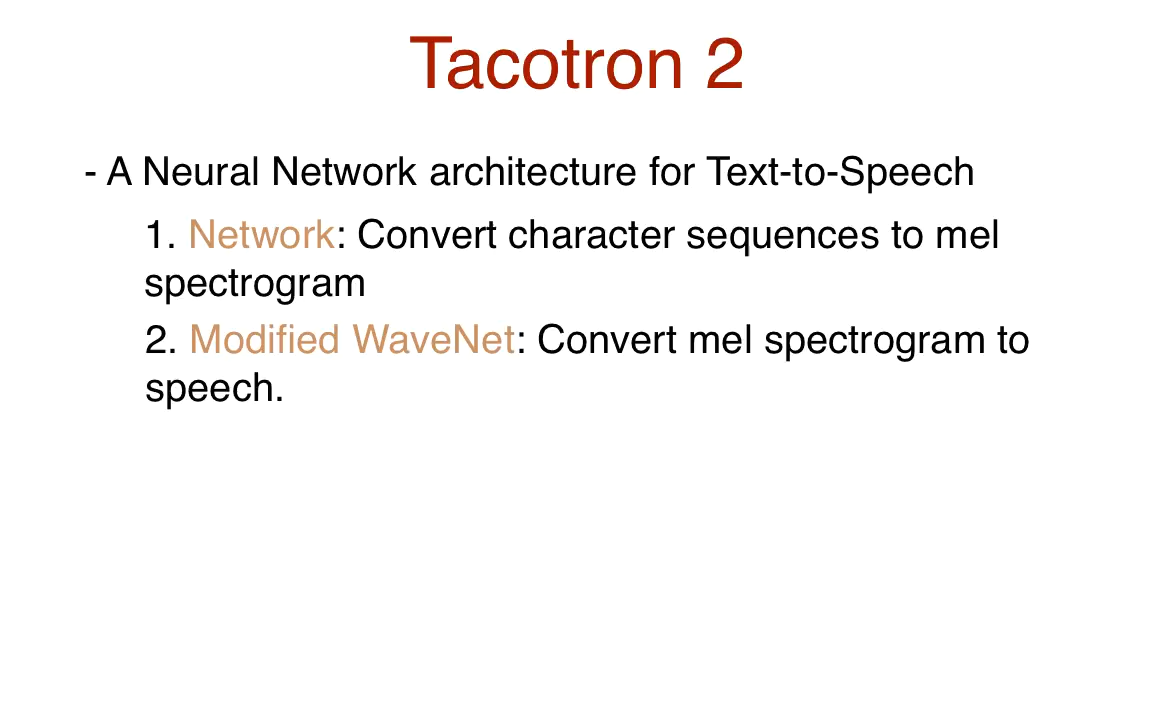 Tacotron 2
- A Neural Network architecture for Text-to-Speech
1. Network: Convert character sequences to mel
spectrogram
2. Modified WaveNet: Convert mel spectrogram to
speech.